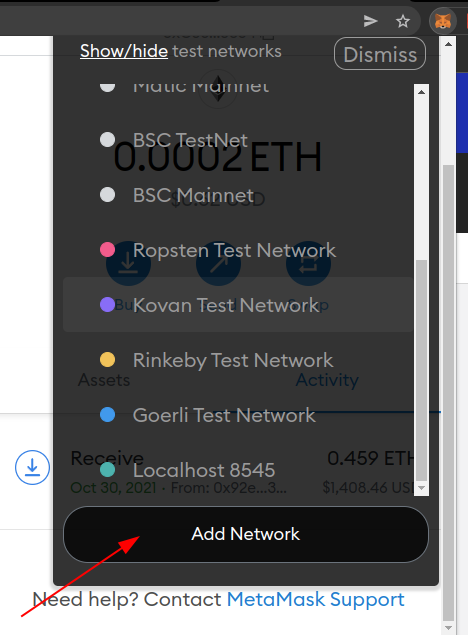 Show/hide test networks
Dismiss
Matic Mainnet
BSC TestNet
0.0002 ETH
BSC Mainnet
USD
Ropsten Test Network
Kovan Test Network
Rinkeby Test Network
Assets
Activity
Goerli Test Network
Receive
0.459 ETH
Localhost 8545
Oct 30, 2021 · From: 0x92e...3...
$1,408.46 USD
Add Network
Need help? Contact MetaMask Support